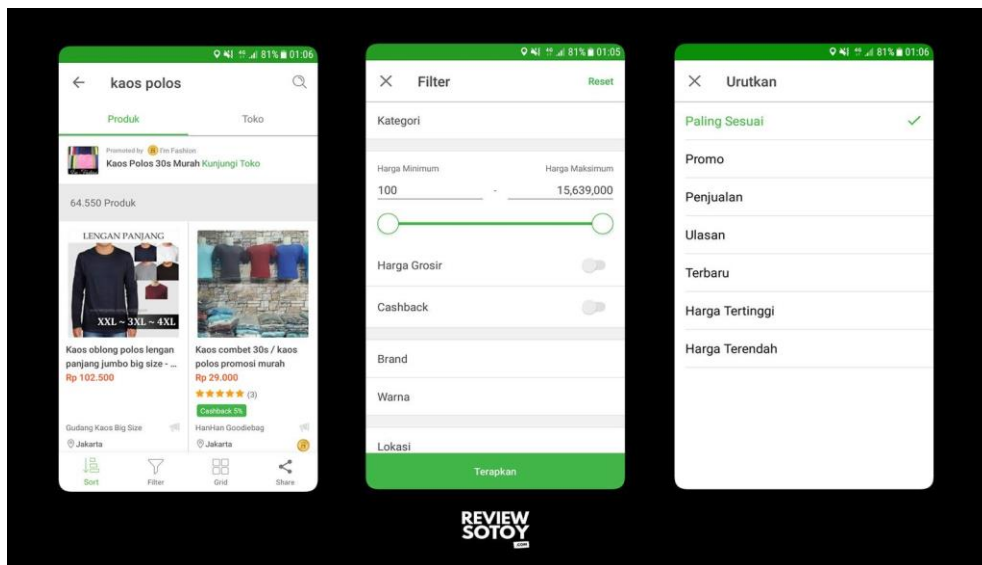 81% 01:06
kaos polos
Produk
Toko
Promoted by I'm Fashion
Kaos Polos 30s Murah Kunjungi Toko
64.550 Produk
LENGAN PANJANG
XXL ~ 3XL ~ 4XL
Kaos oblong polos lengan
panjang jumbo big size - ...
Rp 102.500
Gudang Kaos Big Size
Jakarta
Kaos combet 30s / kaos
polos promosi murah
Rp 29.000
(3)
Cashback 5%
HanHan Goodiebag
Jakarta
Sort
Filter
Grid
Share
81% 01:05
Filter
Reset
Kategori
Harga Minimum
Harga Maksimum
100 - 15,639,000
Harga Grosir
Cashback
Brand
Warna
Lokasi
Terapkan
81% 01:06
Urutkan
Paling Sesuai
Promo
Penjualan
Ulasan
Terbaru
Harga Tertinggi
Harga Terendah
REVIEW
SOTOY
.COM